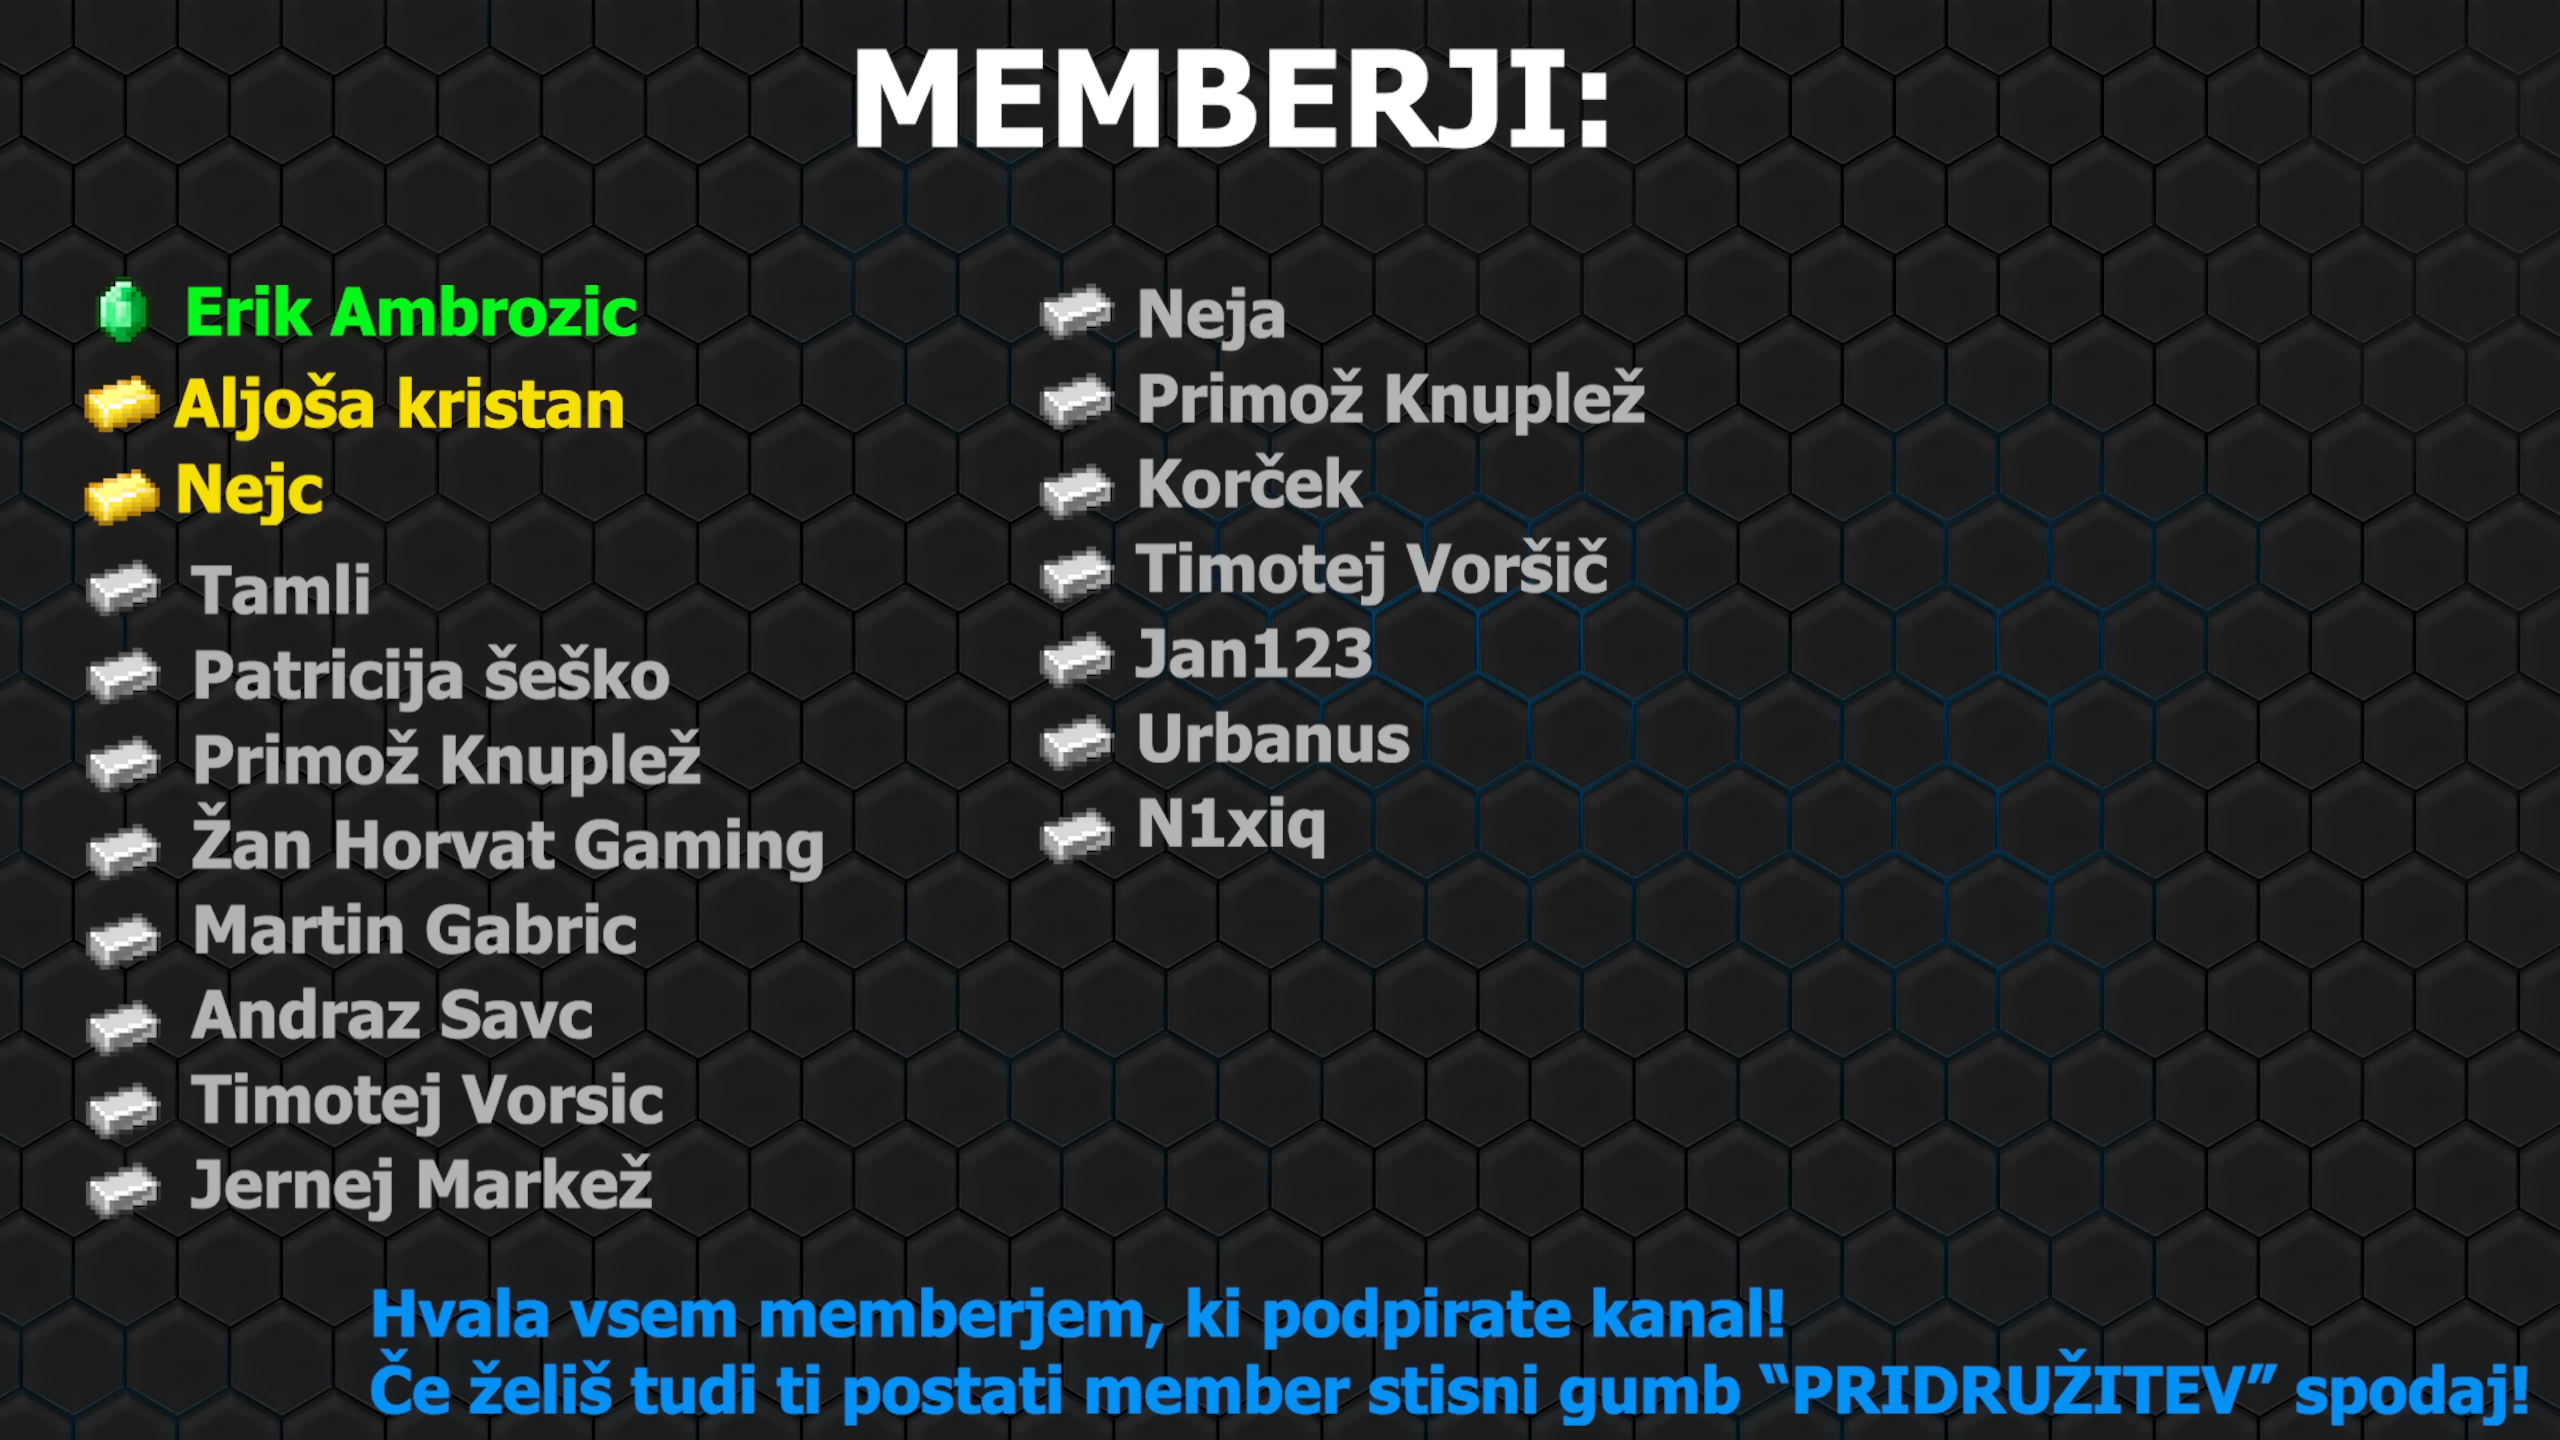 MEMBERJI:
Erik Ambrozic
Aljoša kristan
Nejc
Tamli
Patricija šeško
Primož Knuplež
Žan Horvat Gaming
Martin Gabric
Andraz Savc
Timotej Vorsic
Jernej Markež
Neja
Primož Knuplež
Korček
Timotej Voršič
Jan123
Urbanus
N1xiq
Hvala vsem memberjem, ki podpirate kanal!
Če želiš tudi ti postati member stisni gumb “PRIDRUŽITEV” spodaj!